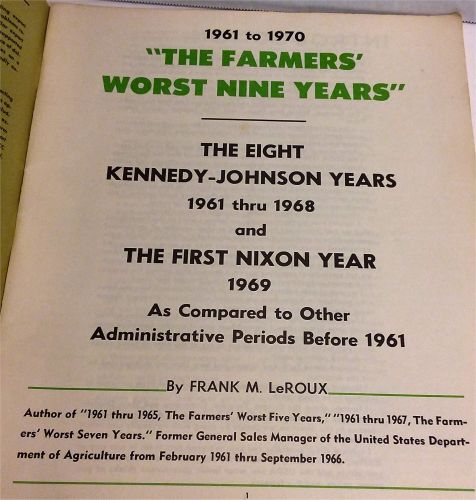 1961 to 1970
"THE FARMERS'
WORST NINE YEARS"
THE EIGHT
KENNEDY-JOHNSON YEARS
1961 thru 1968
and
THE FIRST NIXON YEAR
1969
As Compared to Other
Administrative Periods Before 1961
By FRANK M. LeROUX
Author of "1961 thru 1965, The Farmers' Worst Five Years," "1961 thru 1967, The Farm-
ers' Worst Seven Years." Former General Sales Manager of the United States Depart-
ment of Agriculture from February 1961 thru September 1966.
1